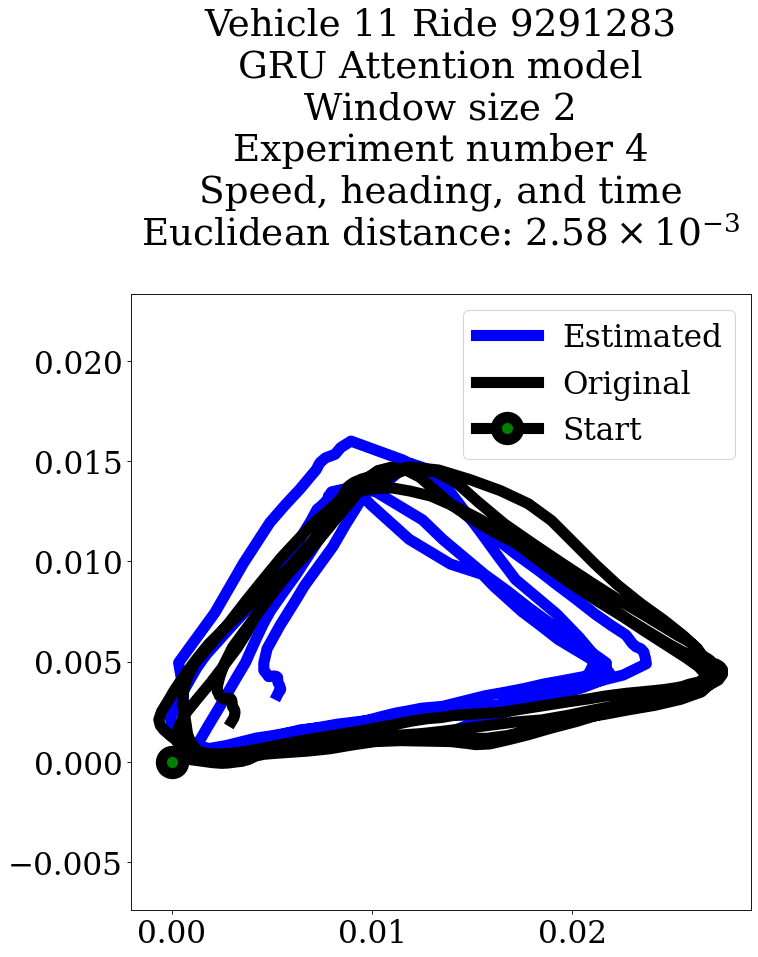 Vehicle 11 Ride 9291283
GRU Attention model
Window size 2
Experiment number 4
Speed, heading, and time
Euclidean distance: 2.58 × 10⁻³
Estimated
Original
Start
0.020
0.015
0.010
0.005
0.000
−0.005
0.00 0.01 0.02